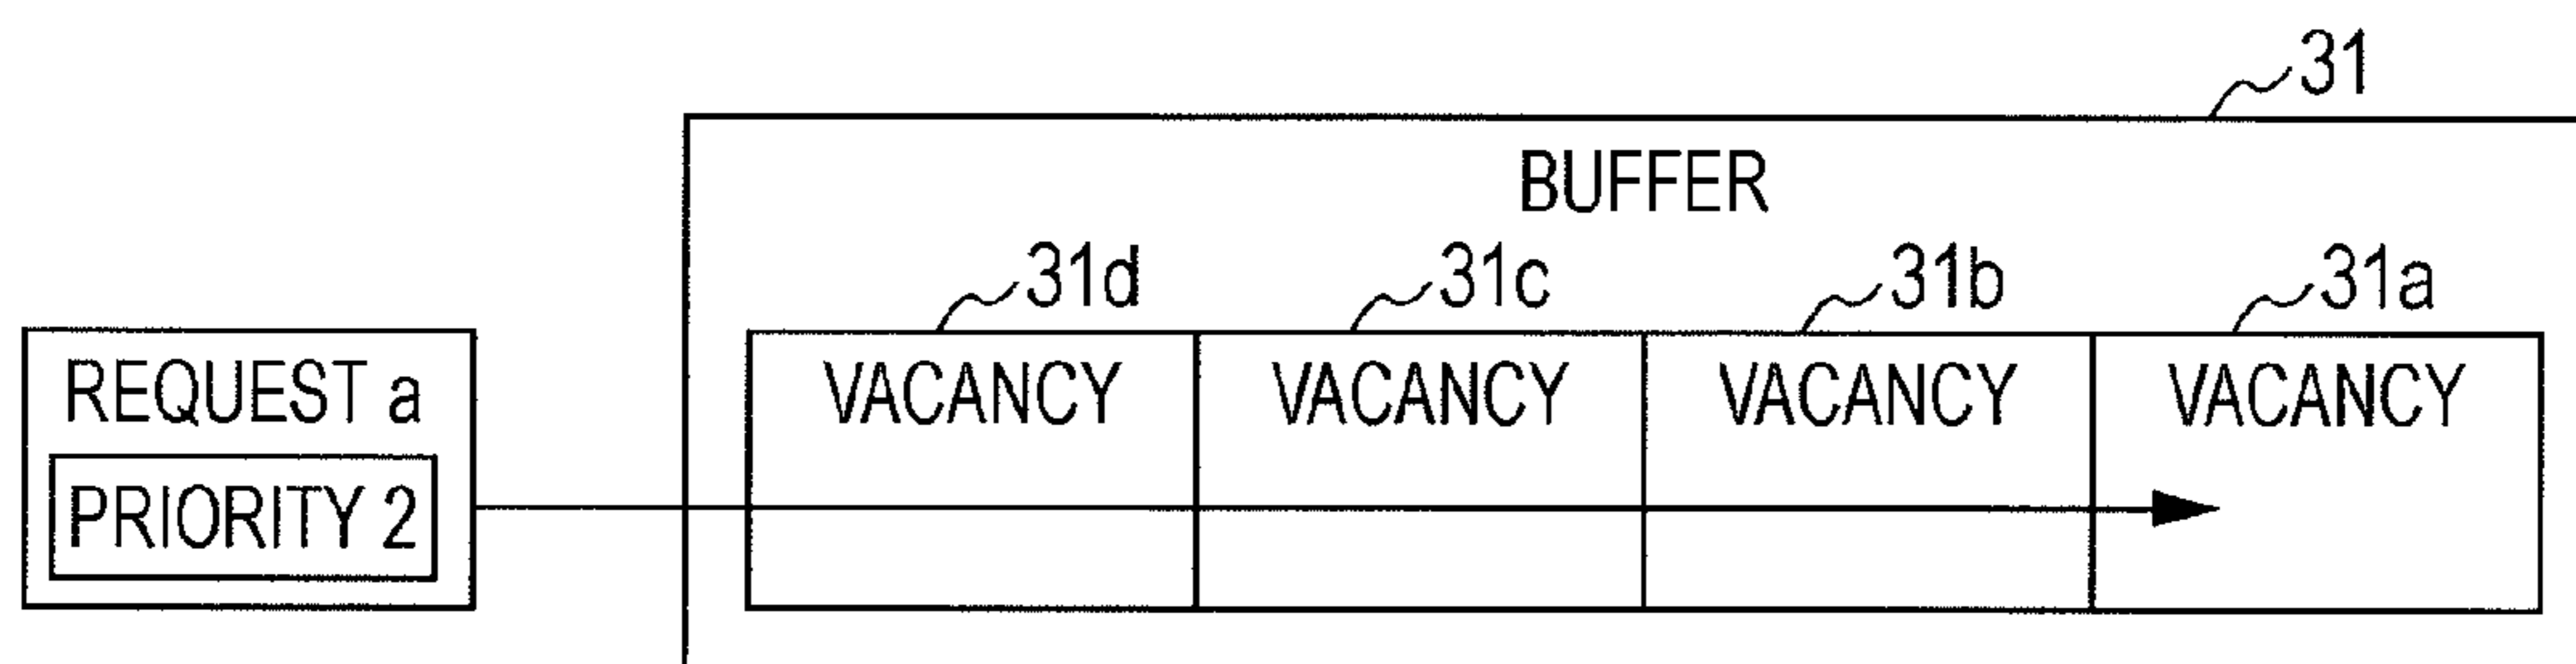 31
BUFFER
31d 31c 31b 31a
REQUEST a VACANCY VACANCY VACANCY VACANCY
PRIORITY 2